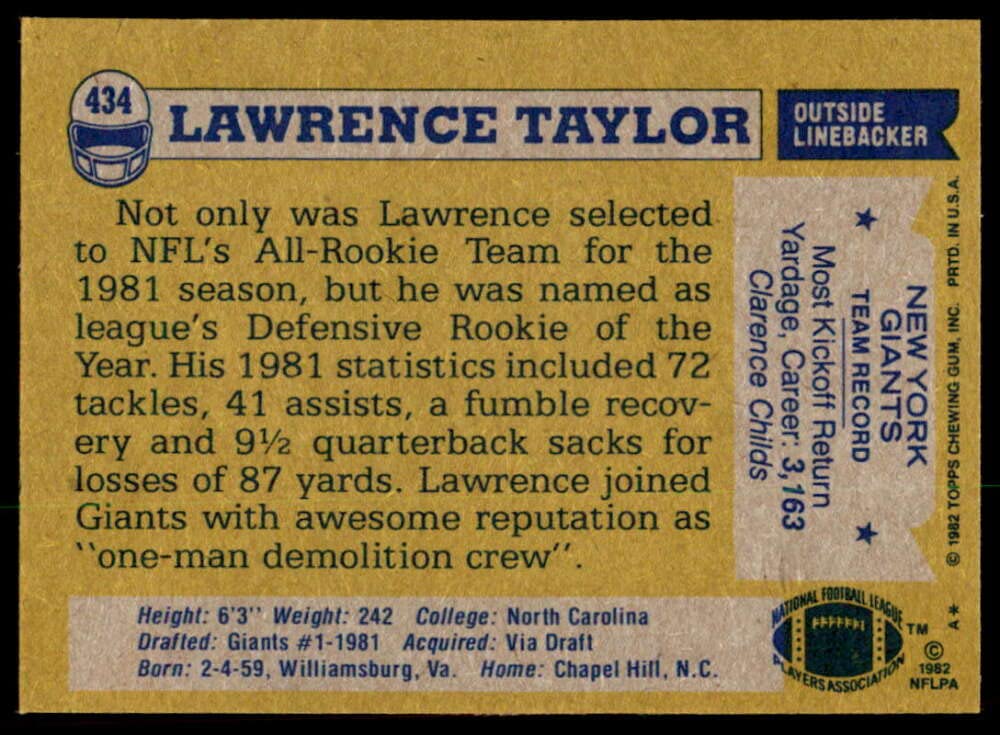 434
LAWRENCE TAYLOR
OUTSIDE
LINEBACKER
Not only was Lawrence selected
to NFL's All-Rookie Team for the
1981 season, but he was named as
league's Defensive Rookie of the
Year. His 1981 statistics included 72
tackles, 41 assists, a fumble recov-
ery and 9½ quarterback sacks for
losses of 87 yards. Lawrence joined
Giants with awesome reputation as
"one-man demolition crew".
NEW YORK
GIANTS
★ TEAM RECORD ★
Most Kickoff Return
Yardage, Career: 3,163
Clarence Childs
© 1982 TOPPS CHEWING GUM, INC. PRTD. IN U.S.A.
Height: 6'3" Weight: 242 College: North Carolina
Drafted: Giants #1-1981 Acquired: Via Draft
Born: 2-4-59, Williamsburg, Va. Home: Chapel Hill, N.C.
NATIONAL FOOTBALL LEAGUE
PLAYERS ASSOCIATION
TM
©
1982
NFLPA
A*